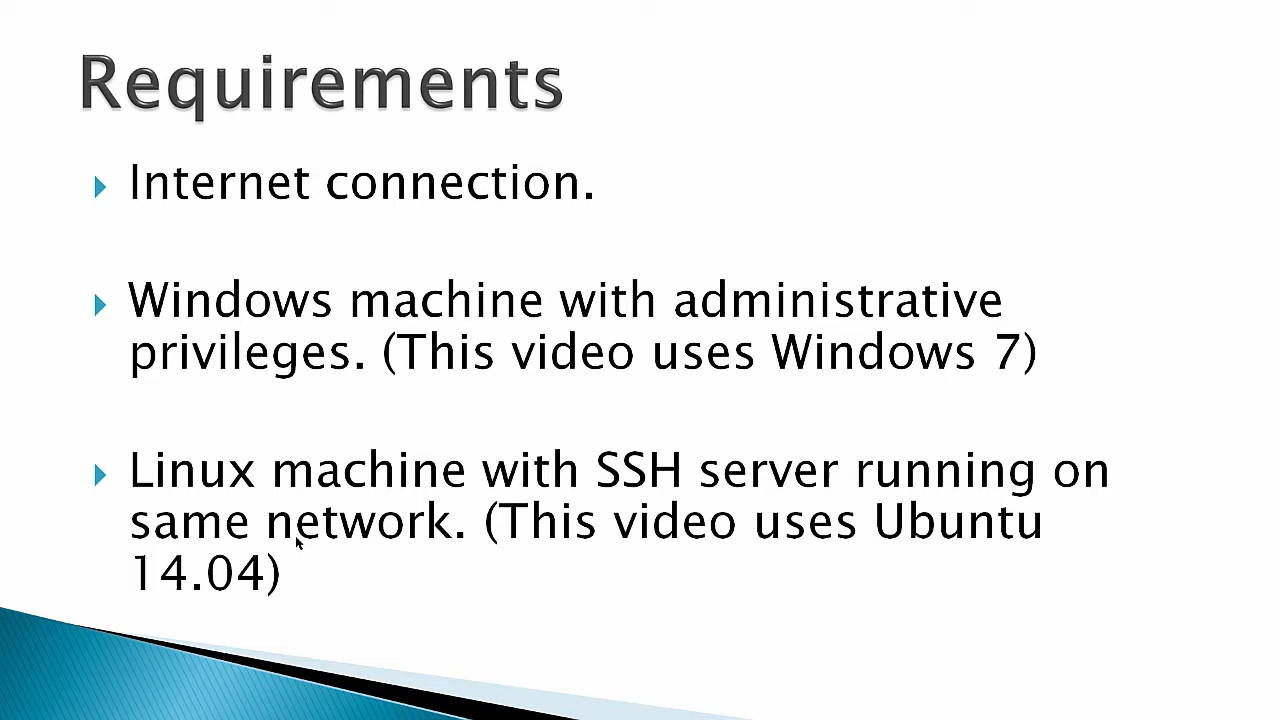 Requirements
Internet connection.
Windows machine with administrative
privileges. (This video uses Windows 7)
Linux machine with SSH server running on
same network. (This video uses Ubuntu
14.04)